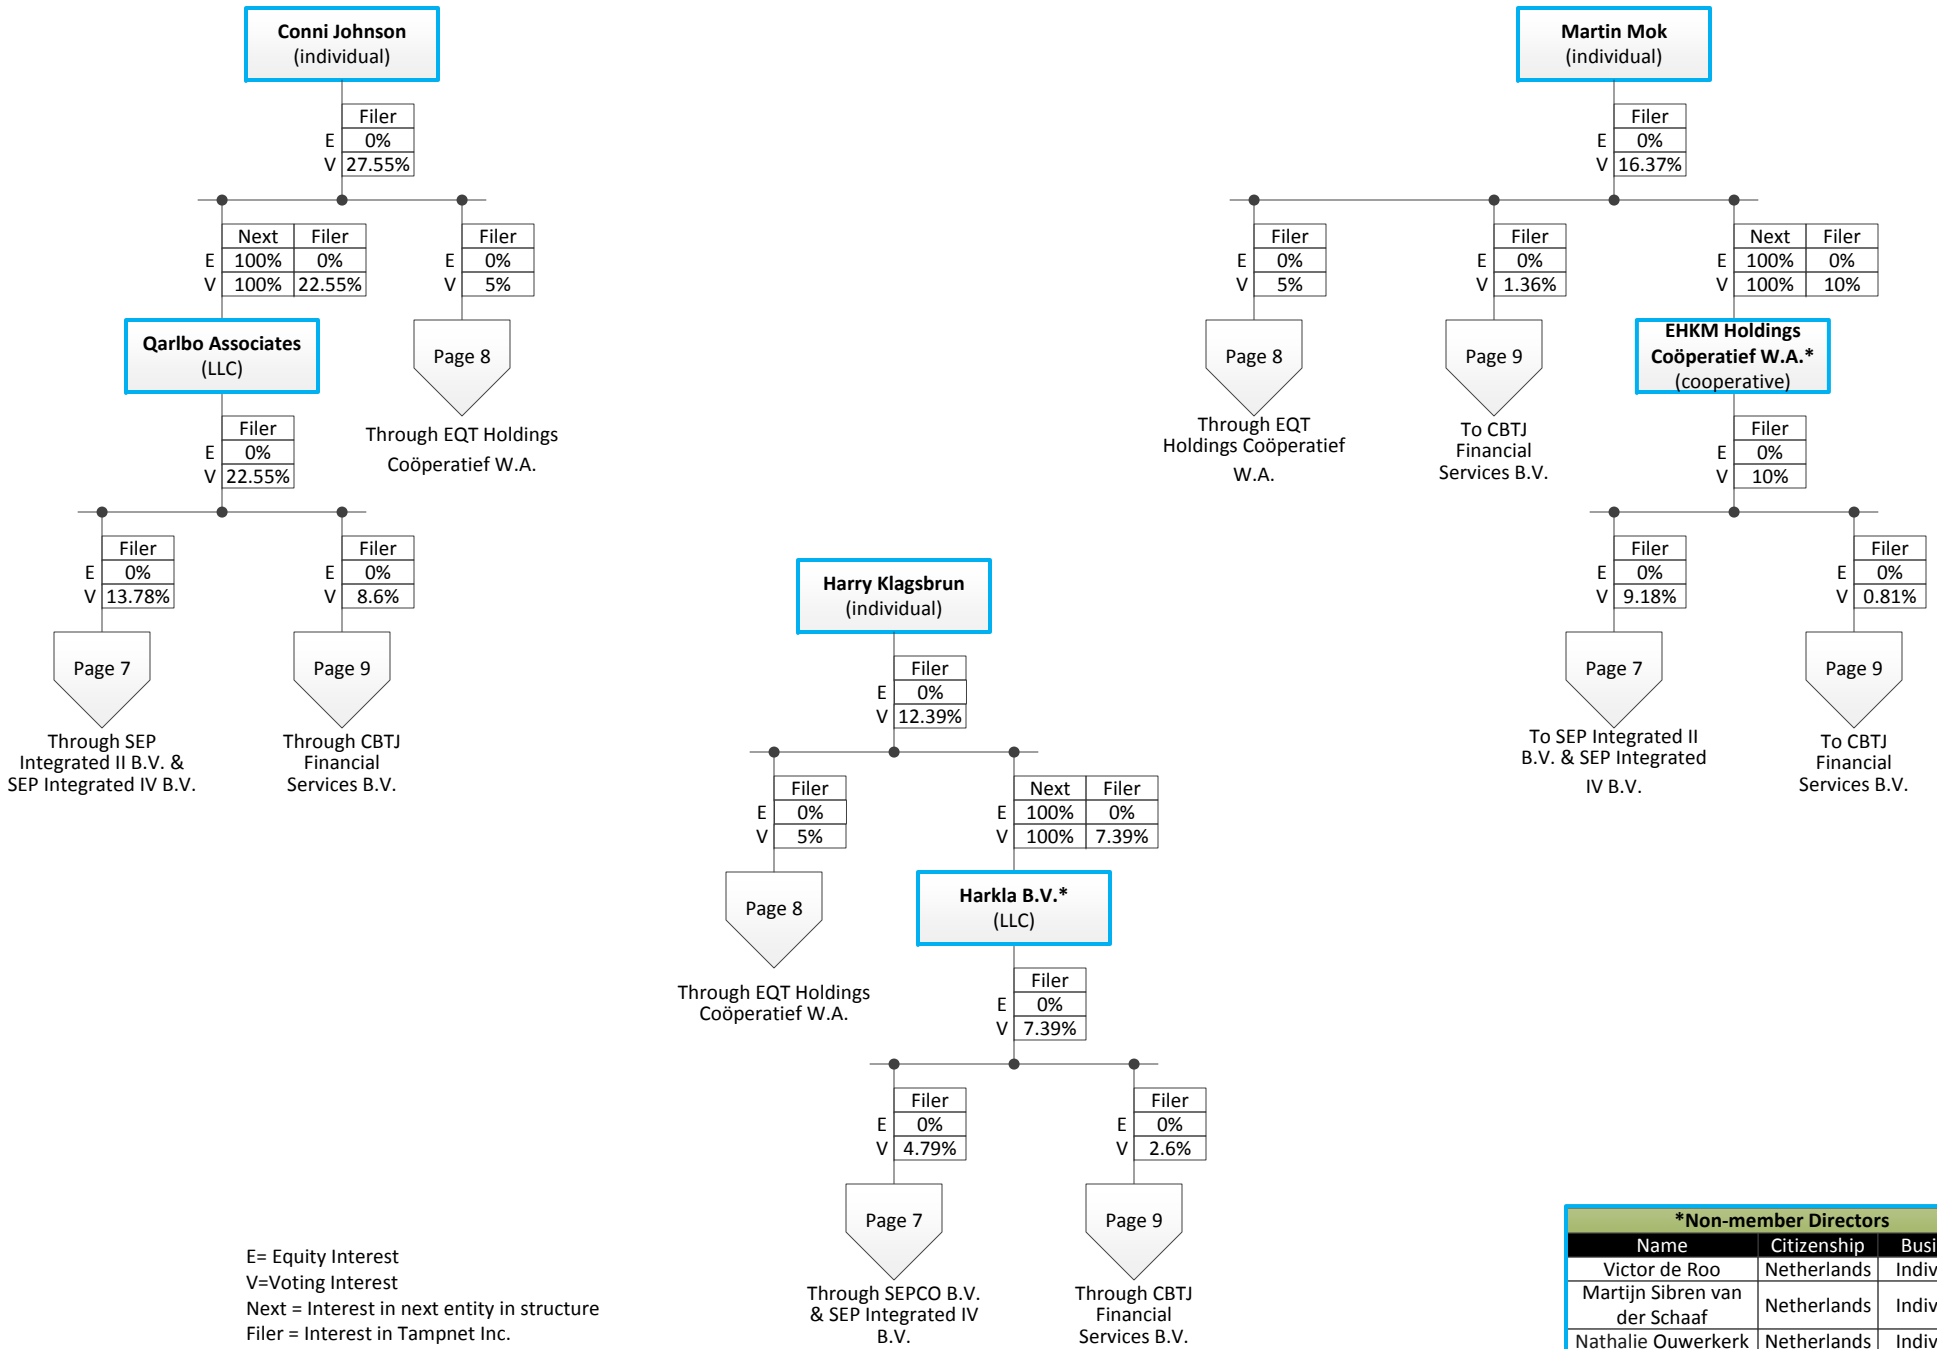 Conni Johnson
(individual)
Filer
E 0%
V 27.55%
Next Filer
E 100% 0%
V 100% 22.55%
Filer
E 0%
V 5%
Qarlbo Associates
(LLC)
Page 8
Through EQT Holdings
Coöperatief W.A.
Filer
E 0%
V 22.55%
Filer
E 0%
V 13.78%
Filer
E 0%
V 8.6%
Page 7
Through SEP
Integrated II B.V. &
SEP Integrated IV B.V.
Page 9
Through CBTJ
Financial
Services B.V.
Martin Mok
(individual)
Filer
E 0%
V 16.37%
Filer
E 0%
V 5%
Filer
E 0%
V 1.36%
Next Filer
E 100% 0%
V 100% 10%
Page 8
Through EQT
Holdings Coöperatief
W.A.
Page 9
To CBTJ
Financial
Services B.V.
EHKM Holdings
Coöperatief W.A.*
(cooperative)
Filer
E 0%
V 10%
Filer
E 0%
V 9.18%
Filer
E 0%
V 0.81%
Page 7
To SEP Integrated II
B.V. & SEP Integrated
IV B.V.
Page 9
To CBTJ
Financial
Services B.V.
Harry Klagsbrun
(individual)
Filer
E 0%
V 12.39%
Filer
E 0%
V 5%
Next Filer
E 100% 0%
V 100% 7.39%
Page 8
Through EQT Holdings
Coöperatief W.A.
Harkla B.V.*
(LLC)
Filer
E 0%
V 7.39%
Filer
E 0%
V 4.79%
Filer
E 0%
V 2.6%
Page 7
Through SEPCO B.V.
& SEP Integrated IV
B.V.
Page 9
Through CBTJ
Financial
Services B.V.
E= Equity Interest
V=Voting Interest
Next = Interest in next entity in structure
Filer = Interest in Tampnet Inc.
*Non-member Directors
Name Citizenship Busi
Victor de Roo Netherlands Indiv
Martijn Sibren van
der Schaaf Netherlands Indiv
Nathalie Ouwerkerk Netherlands Indiv